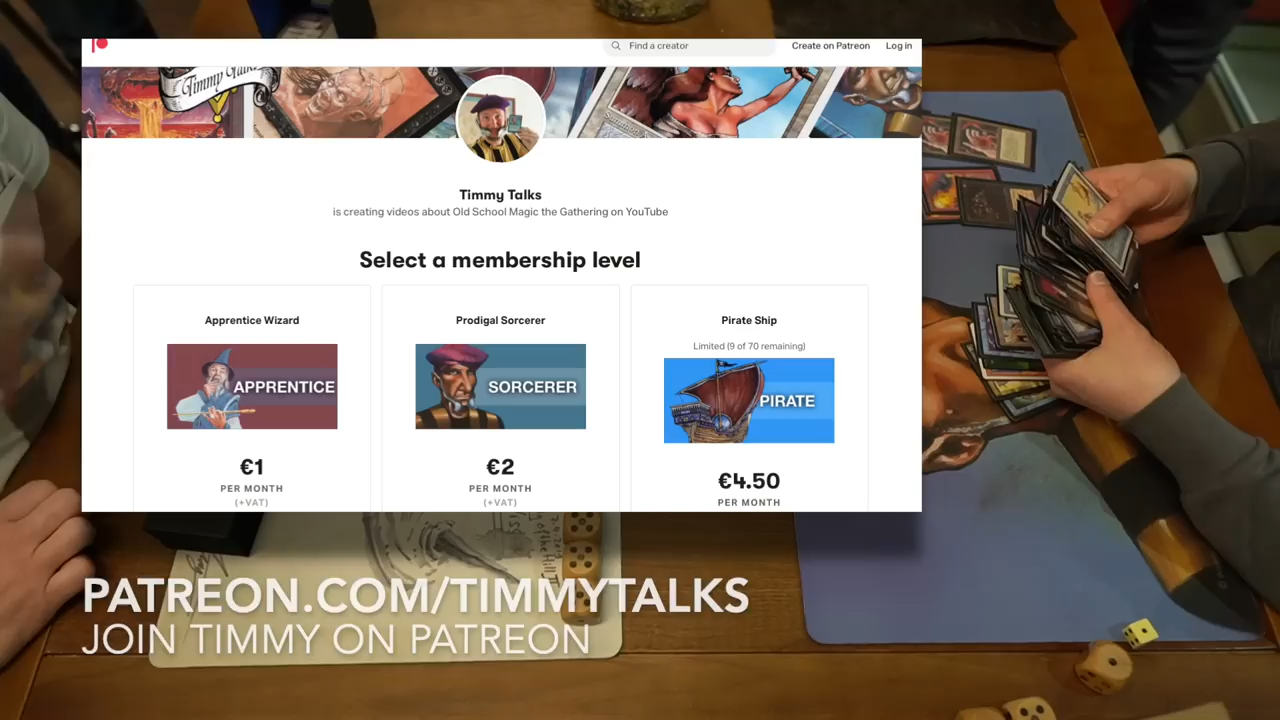 Find a creator
Create on Patreon
Log in
Timmy Talks
Timmy Talks
is creating videos about Old School Magic the Gathering on YouTube
Select a membership level
Apprentice Wizard
APPRENTICE
€1
PER MONTH
(+VAT)
Prodigal Sorcerer
SORCERER
€2
PER MONTH
(+VAT)
Pirate Ship
Limited (9 of 70 remaining)
PIRATE
€4.50
PER MONTH
PATREON.COM/TIMMYTALKS
JOIN TIMMY ON PATREON